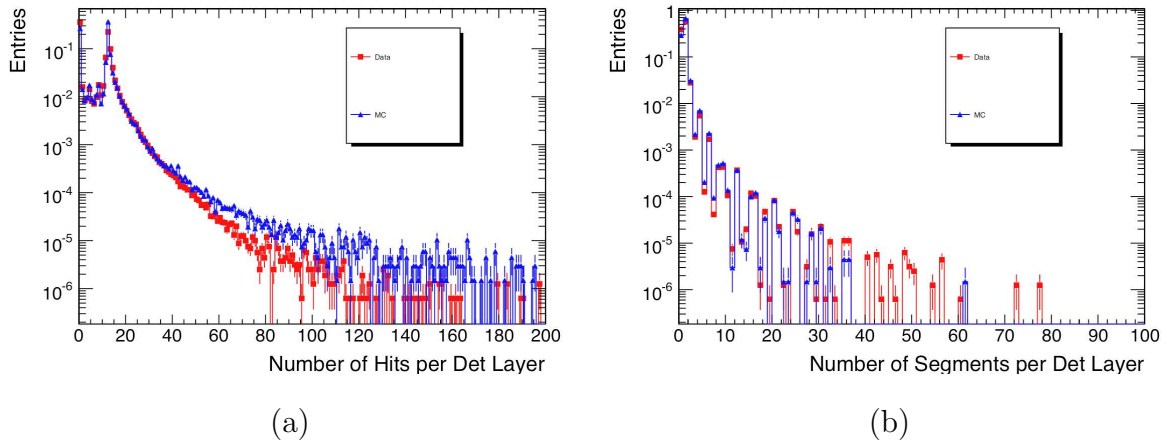 Entries
10⁻¹
10⁻²
10⁻³
10⁻⁴
10⁻⁵
10⁻⁶
Data
MC
0 20 40 60 80 100 120 140 160 180 200
Number of Hits per Det Layer
(a)
Entries
1
10⁻¹
10⁻²
10⁻³
10⁻⁴
10⁻⁵
10⁻⁶
Data
MC
0 10 20 30 40 50 60 70 80 90 100
Number of Segments per Det Layer
(b)